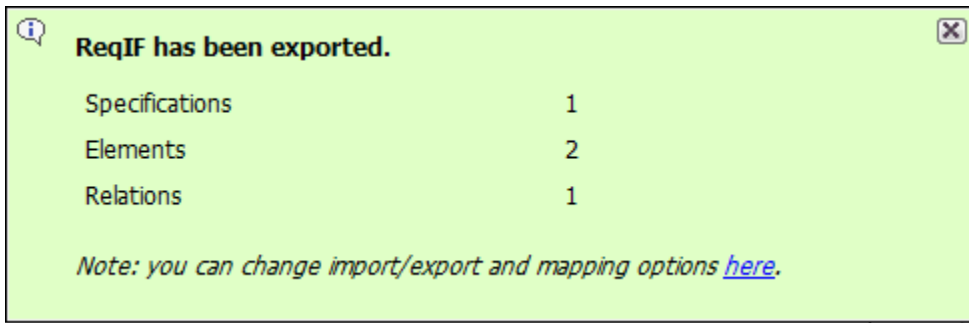 ReqIF has been exported.
Specifications 1
Elements 2
Relations 1
Note: you can change import/export and mapping options here.